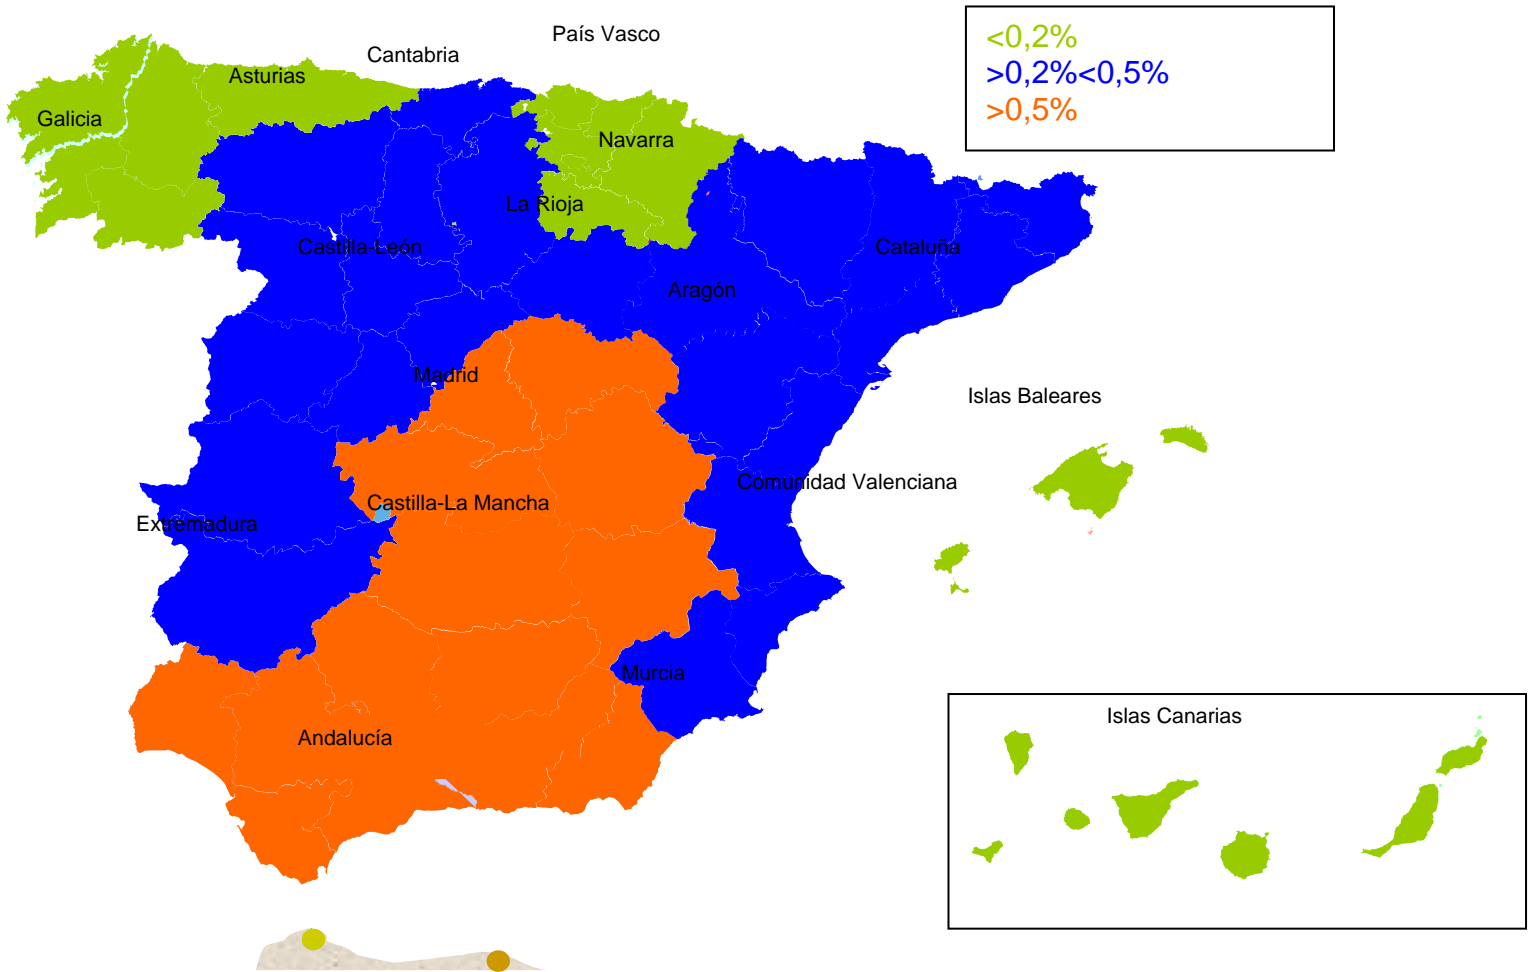 País Vasco
Cantabria
Asturias
Galicia
Navarra
La Rioja
Castilla-León
Cataluña
Aragón
Madrid
Islas Baleares
Comunidad Valenciana
Castilla-La Mancha
Extremadura
Murcia
Andalucía
<0,2%
>0,2%<0,5%
>0,5%
Islas Canarias